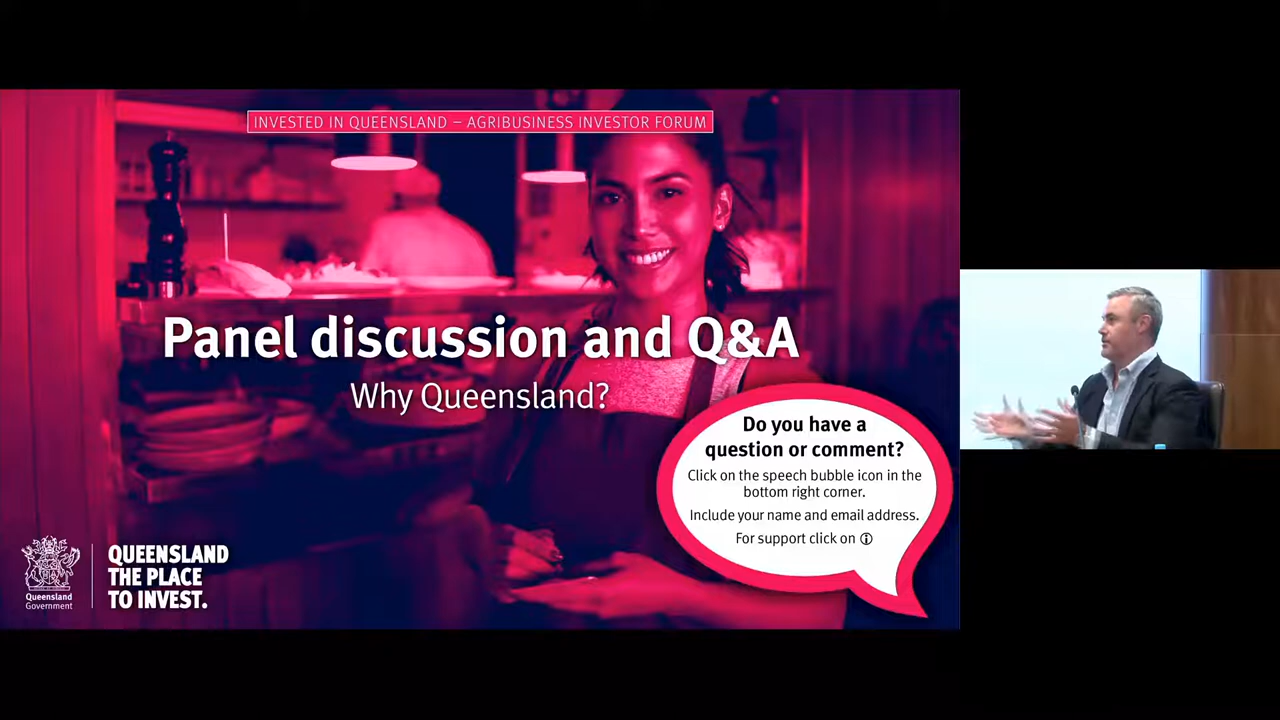 INVESTED IN QUEENSLAND – AGRIBUSINESS INVESTOR FORUM
Panel discussion and Q&A
Why Queensland?
Do you have a
question or comment?
Click on the speech bubble icon in the
bottom right corner.
Include your name and email address.
For support click on ⓘ
Queensland
Government
QUEENSLAND
THE PLACE
TO INVEST.